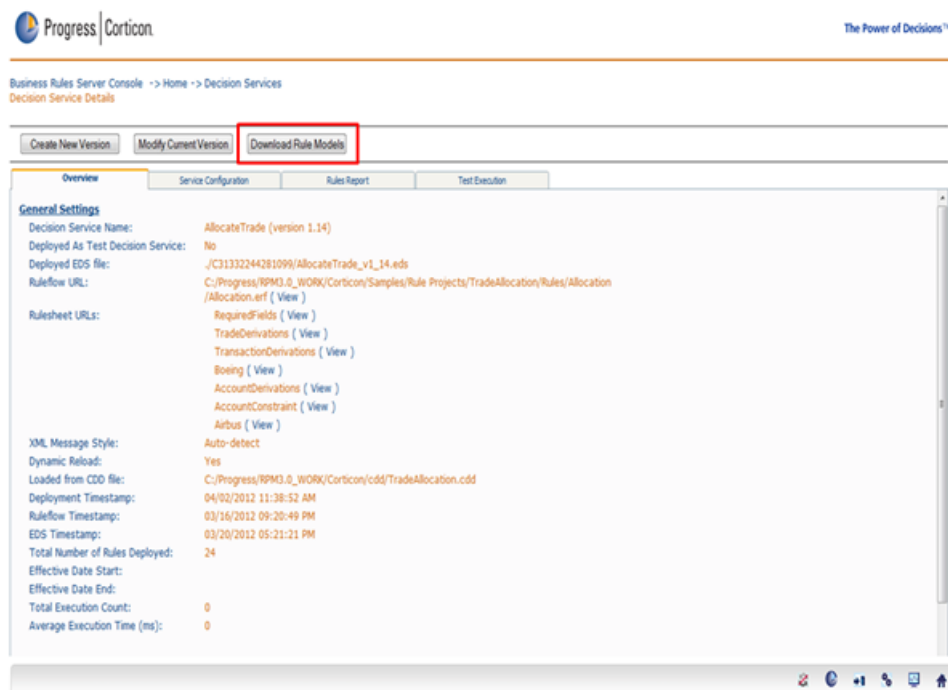 Progress Corticon
The Power of Decisions
Business Rules Server Console -> Home -> Decision Services
Decision Service Details
Create New Version Modify Current Version Download Rule Models
Overview Service Configuration Rules Report Test Execution
General Settings
Decision Service Name: AllocateTrade (version 1.14)
Deployed As Test Decision Service: No
Deployed EDS file: ./C31332244281099/AllocateTrade_v1_14.eds
Ruleflow URL: C:/Progress/RPM3.0_WORK/Corticon/Samples/Rule Projects/TradeAllocation/Rules/Allocation
/Allocation.erf ( View )
Rulesheet URLs: RequiredFields ( View )
TradeDerivations ( View )
TransactionDerivations ( View )
Boeing ( View )
AccountDerivations ( View )
AccountConstraint ( View )
Airbus ( View )
XML Message Style: Auto-detect
Dynamic Reload: Yes
Loaded from CDD file: C:/Progress/RPM3.0_WORK/Corticon/cdd/TradeAllocation.cdd
Deployment Timestamp: 04/02/2012 11:38:52 AM
Ruleflow Timestamp: 03/16/2012 09:20:49 PM
EDS Timestamp: 03/20/2012 05:21:21 PM
Total Number of Rules Deployed: 24
Effective Date Start:
Effective Date End:
Total Execution Count: 0
Average Execution Time (ms): 0